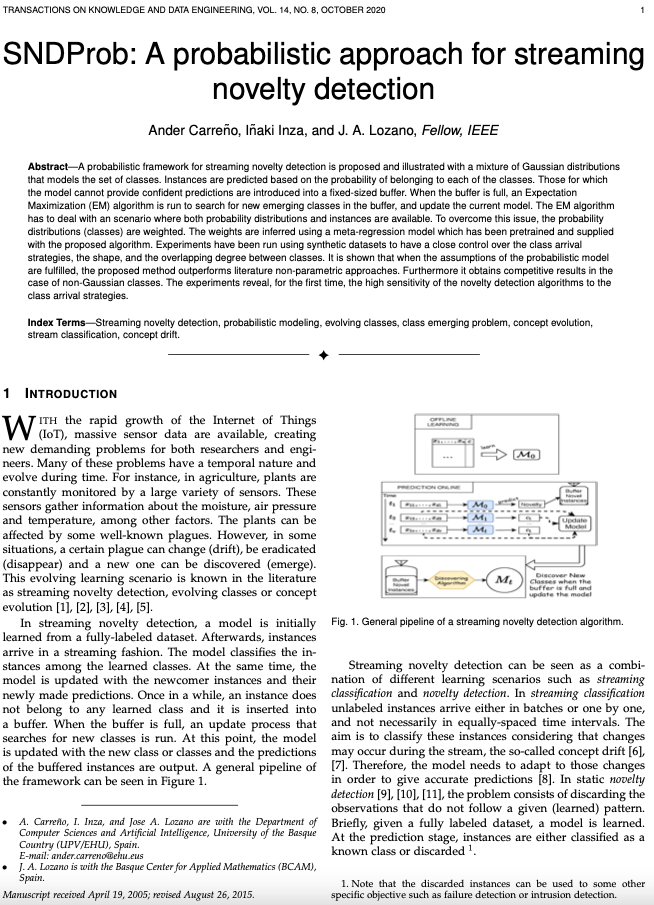 TRANSACTIONS ON KNOWLEDGE AND DATA ENGINEERING, VOL. 14, NO. 8, OCTOBER 2020
1
SNDProb: A probabilistic approach for streaming
novelty detection
Ander Carreño, Iñaki Inza, and J. A. Lozano, Fellow, IEEE
Abstract—A probabilistic framework for streaming novelty detection is proposed and illustrated with a mixture of Gaussian distributions
that models the set of classes. Instances are predicted based on the probability of belonging to each of the classes. Those for which
the model cannot provide confident predictions are introduced into a fixed-sized buffer. When the buffer is full, an Expectation
Maximization (EM) algorithm is run to search for new emerging classes in the buffer, and update the current model. The EM algorithm
has to deal with an scenario where both probability distributions and instances are available. To overcome this issue, the probability
distributions (classes) are weighted. The weights are inferred using a meta-regression model which has been pretrained and supplied
with the proposed algorithm. Experiments have been run using synthetic datasets to have a close control over the class arrival
strategies, the shape, and the overlapping degree between classes. It is shown that when the assumptions of the probabilistic model
are fulfilled, the proposed method outperforms literature non-parametric approaches. Furthermore it obtains competitive results in the
case of non-Gaussian classes. The experiments reveal, for the first time, the high sensitivity of the novelty detection algorithms to the
class arrival strategies.
Index Terms—Streaming novelty detection, probabilistic modeling, evolving classes, class emerging problem, concept evolution,
stream classification, concept drift.
1 INTRODUCTION
WITH the rapid growth of the Internet of Things
(IoT), massive sensor data are available, creating
new demanding problems for both researchers and engi-
neers. Many of these problems have a temporal nature and
evolve during time. For instance, in agriculture, plants are
constantly monitored by a large variety of sensors. These
sensors gather information about the moisture, air pressure
and temperature, among other factors. The plants can be
affected by some well-known plagues. However, in some
situations, a certain plague can change (drift), be eradicated
(disappear) and a new one can be discovered (emerge).
This evolving learning scenario is known in the literature
as streaming novelty detection, evolving classes or concept
evolution [1], [2], [3], [4], [5].
In streaming novelty detection, a model is initially
learned from a fully-labeled dataset. Afterwards, instances
arrive in a streaming fashion. The model classifies the in-
stances among the learned classes. At the same time, the
model is updated with the newcomer instances and their
newly made predictions. Once in a while, an instance does
not belong to any learned class and it is inserted into
a buffer. When the buffer is full, an update process that
searches for new classes is run. At this point, the model
is updated with the new class or classes and the predictions
of the buffered instances are output. A general pipeline of
the framework can be seen in Figure 1.
• A. Carreño, I. Inza, and Jose A. Lozano are with the Department of
Computer Sciences and Artificial Intelligence, University of the Basque
Country (UPV/EHU), Spain.
E-mail: ander.carreno@ehu.eus
• J. A. Lozano is with the Basque Center for Applied Mathematics (BCAM),
Spain.
Manuscript received April 19, 2005; revised August 26, 2015.
OFFLINE
LEARNING
...
learn
M0
PREDICTION ONLINE
Time
predict
Novelty
Buffer
Novel
Instances
Update
Model
Buffer
Novel
Instances
Discovering
Algorithm
Mt
Discover New
Classes when the
buffer is full and
update the model
Fig. 1. General pipeline of a streaming novelty detection algorithm.
Streaming novelty detection can be seen as a combi-
nation of different learning scenarios such as streaming
classification and novelty detection. In streaming classification
unlabeled instances arrive either in batches or one by one,
and not necessarily in equally-spaced time intervals. The
aim is to classify these instances considering that changes
may occur during the stream, the so-called concept drift [6],
[7]. Therefore, the model needs to adapt to those changes
in order to give accurate predictions [8]. In static novelty
detection [9], [10], [11], the problem consists of discarding the
observations that do not follow a given (learned) pattern.
Briefly, given a fully labeled dataset, a model is learned.
At the prediction stage, instances are either classified as a
known class or discarded 1.
1. Note that the discarded instances can be used to some other
specific objective such as failure detection or intrusion detection.